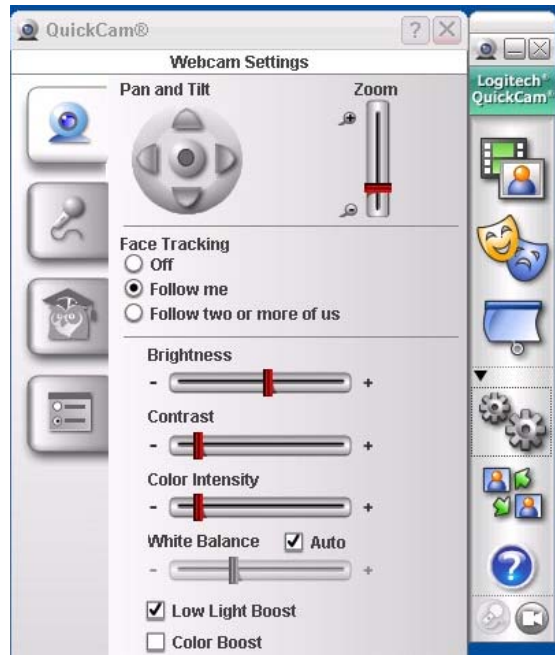 QuickCam®
Webcam Settings
Pan and Tilt
Zoom
Face Tracking
Off
Follow me
Follow two or more of us
Brightness
- +
Contrast
- +
Color Intensity
- +
White Balance
Auto
- +
Low Light Boost
Color Boost
Logitech®
QuickCam®